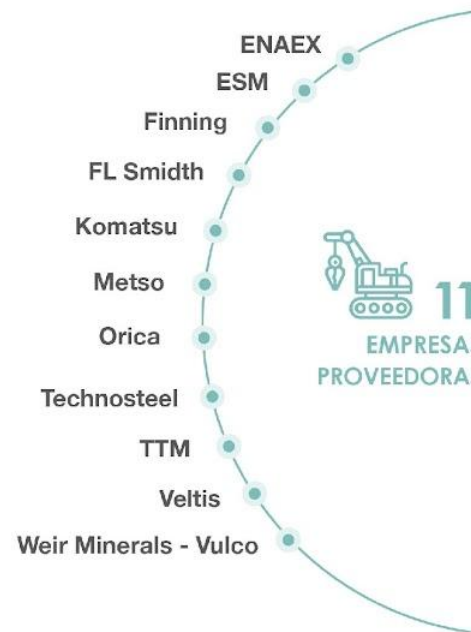 ENAEX
ESM
Finning
FL Smidth
Komatsu
Metso
Orica
Technosteel
TTM
Veltis
Weir Minerals - Vulco
11
EMPRESA
PROVEEDORA